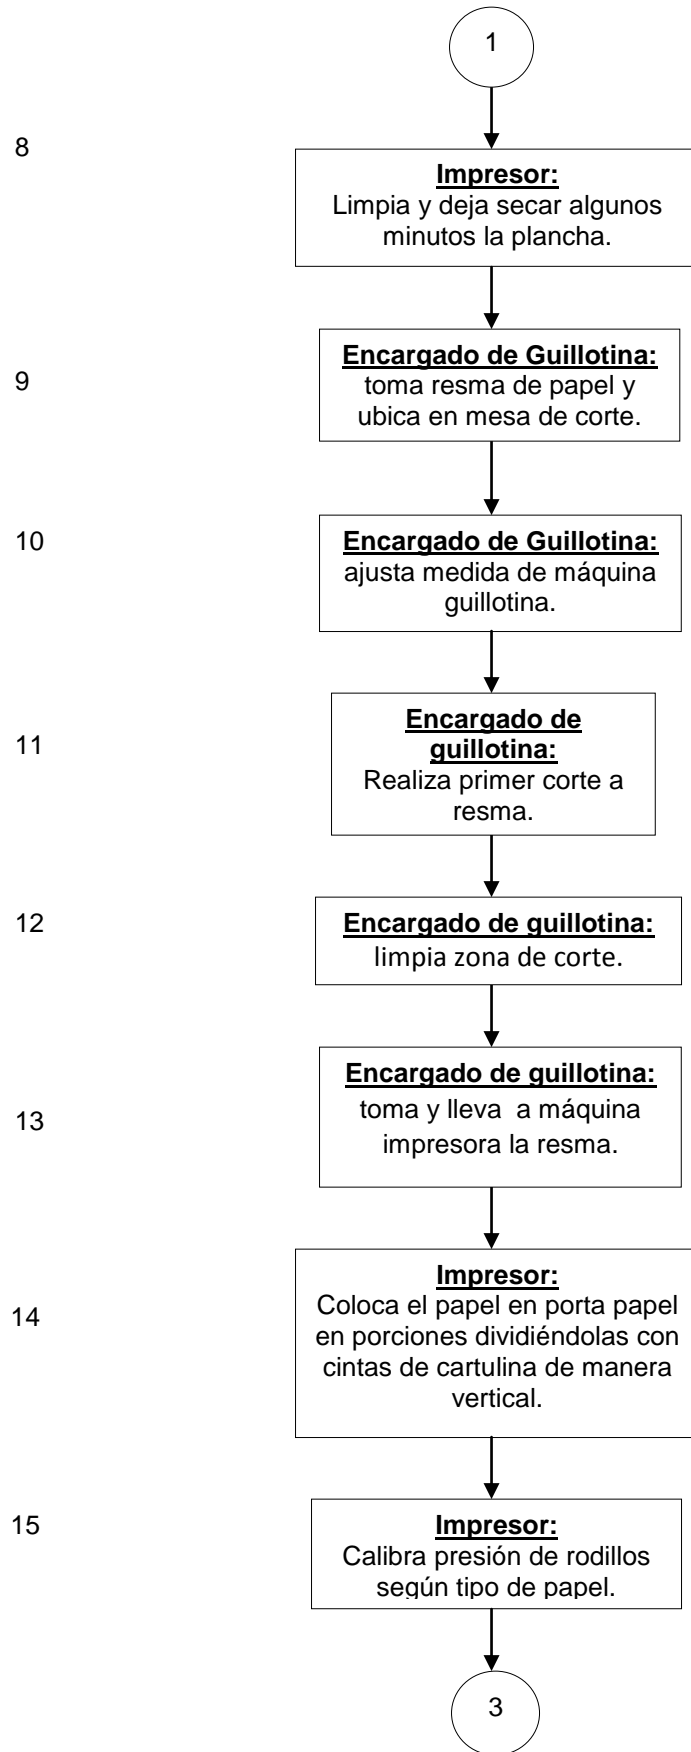 1
8
Impresor:
Limpia y deja secar algunos
minutos la plancha.
9
Encargado de Guillotina:
toma resma de papel y
ubica en mesa de corte.
10
Encargado de Guillotina:
ajusta medida de máquina
guillotina.
11
Encargado de
guillotina:
Realiza primer corte a
resma.
12
Encargado de guillotina:
limpia zona de corte.
13
Encargado de guillotina:
toma y lleva  a máquina
impresora la resma.
14
Impresor:
Coloca el papel en porta papel
en porciones dividiéndolas con
cintas de cartulina de manera
vertical.
15
Impresor:
Calibra presión de rodillos
según tipo de papel.
3